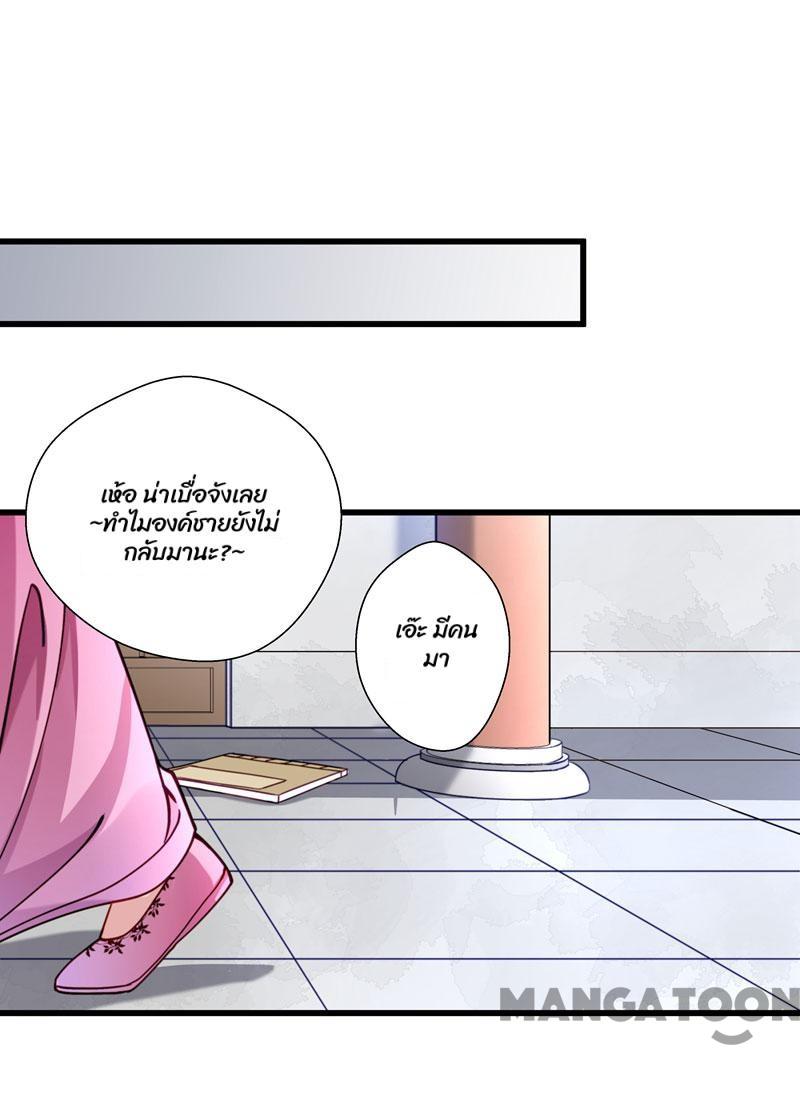 เห้อ น่าเบื่อจังเลย
~ทำไมองค์ชายยังไม่
กลับมานะ?~
เอ๊ะ มีคน
มา
MANGATOON